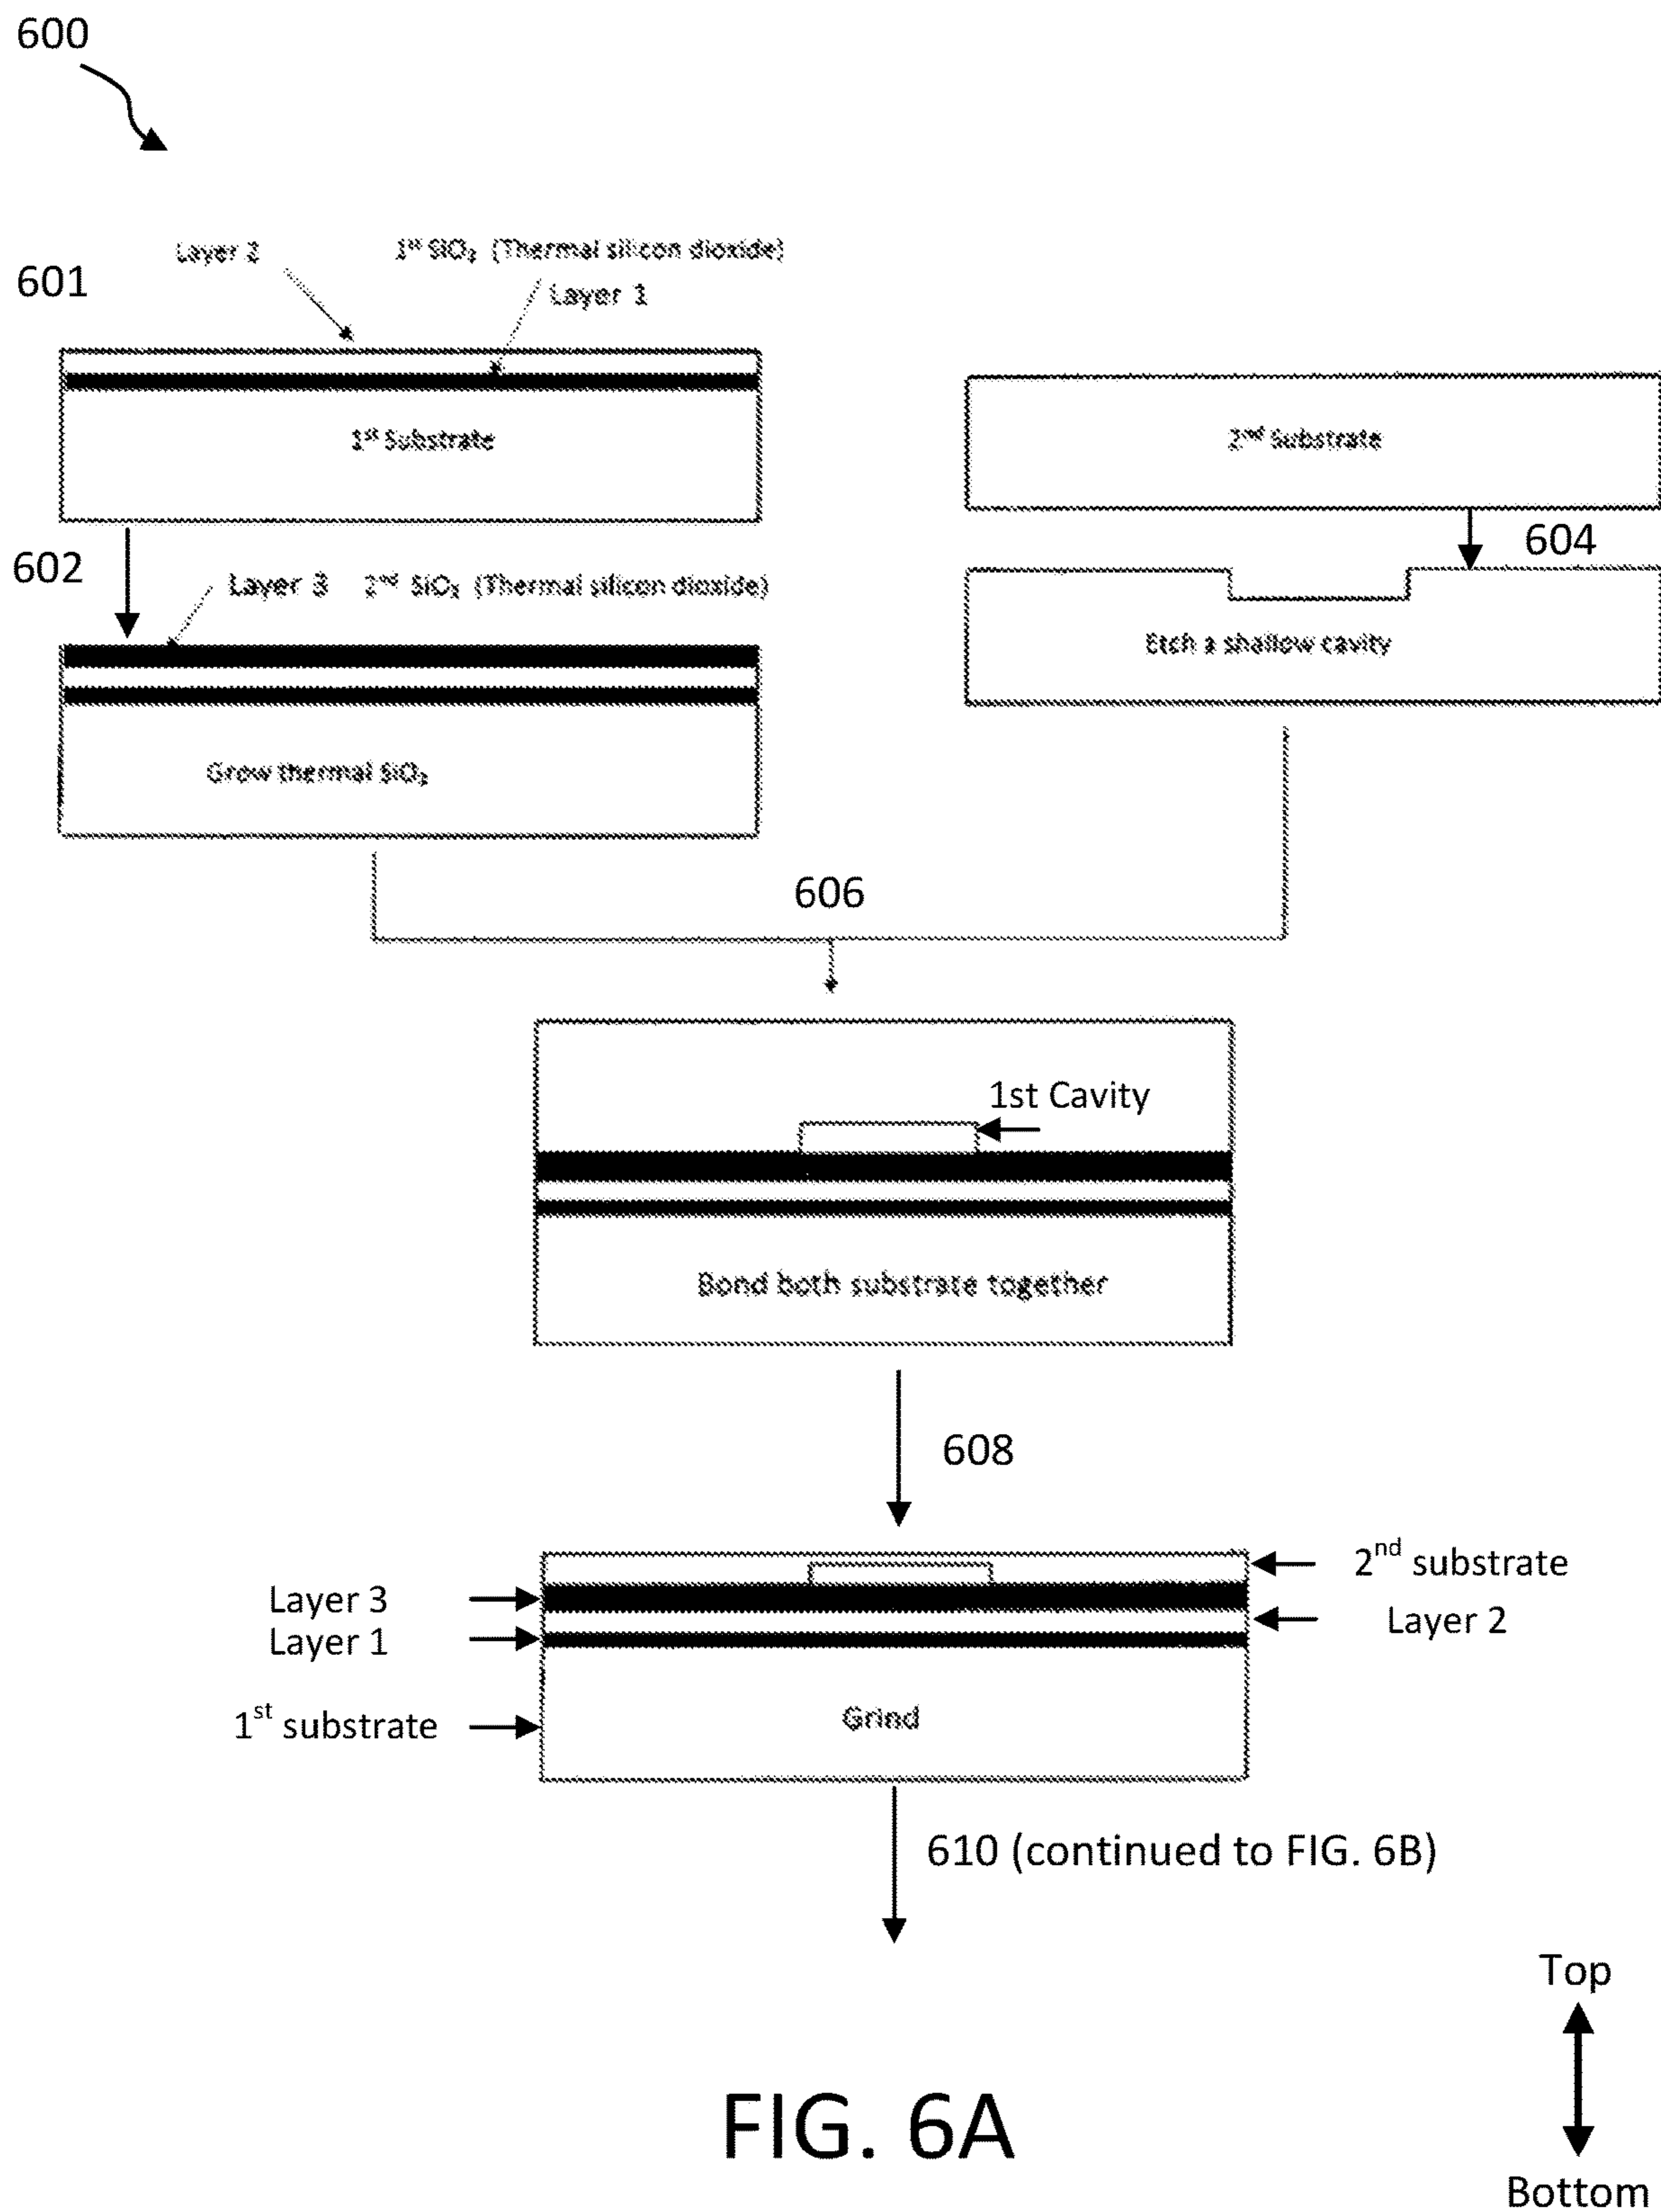 600
601
Layer 2
1st SiO2 (Thermal silicon dioxide)
Layer 1
1st Substrate
2nd Substrate
602
604
Layer 3 2nd SiO2 (Thermal silicon dioxide)
Etch a shallow cavity
Grow thermal SiO2
606
1st Cavity
Bond both substrate together
608
2nd substrate
Layer 3
Layer 2
Layer 1
1st substrate
Grind
610 (continued to FIG. 6B)
Top
FIG. 6A
Bottom